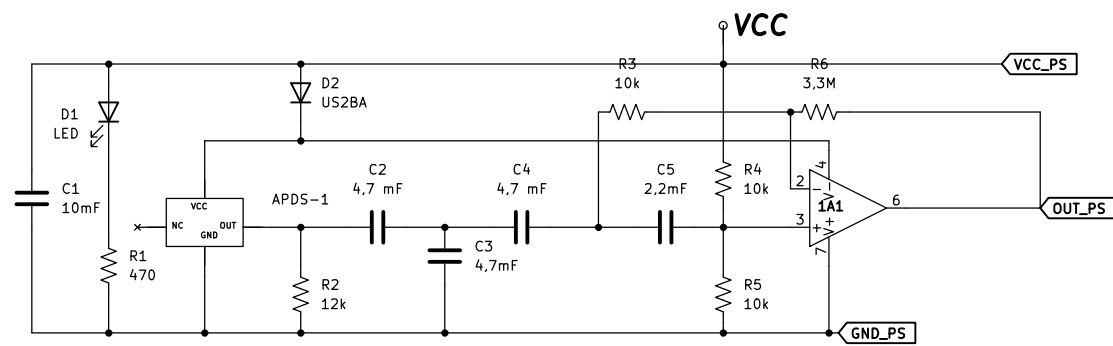 VCC
VCC_PS
R3
10k
R6
3,3M
D2
US2BA
D1
LED
C1
10mF
APDS-1
VCC
NC
OUT
GND
C2
4,7 mF
C4
4,7 mF
C5
2,2mF
R4
10k
4
2
-
V-
1A1
6
3
+
V+
7
OUT_PS
R1
470
R2
12k
C3
4,7mF
R5
10k
GND_PS